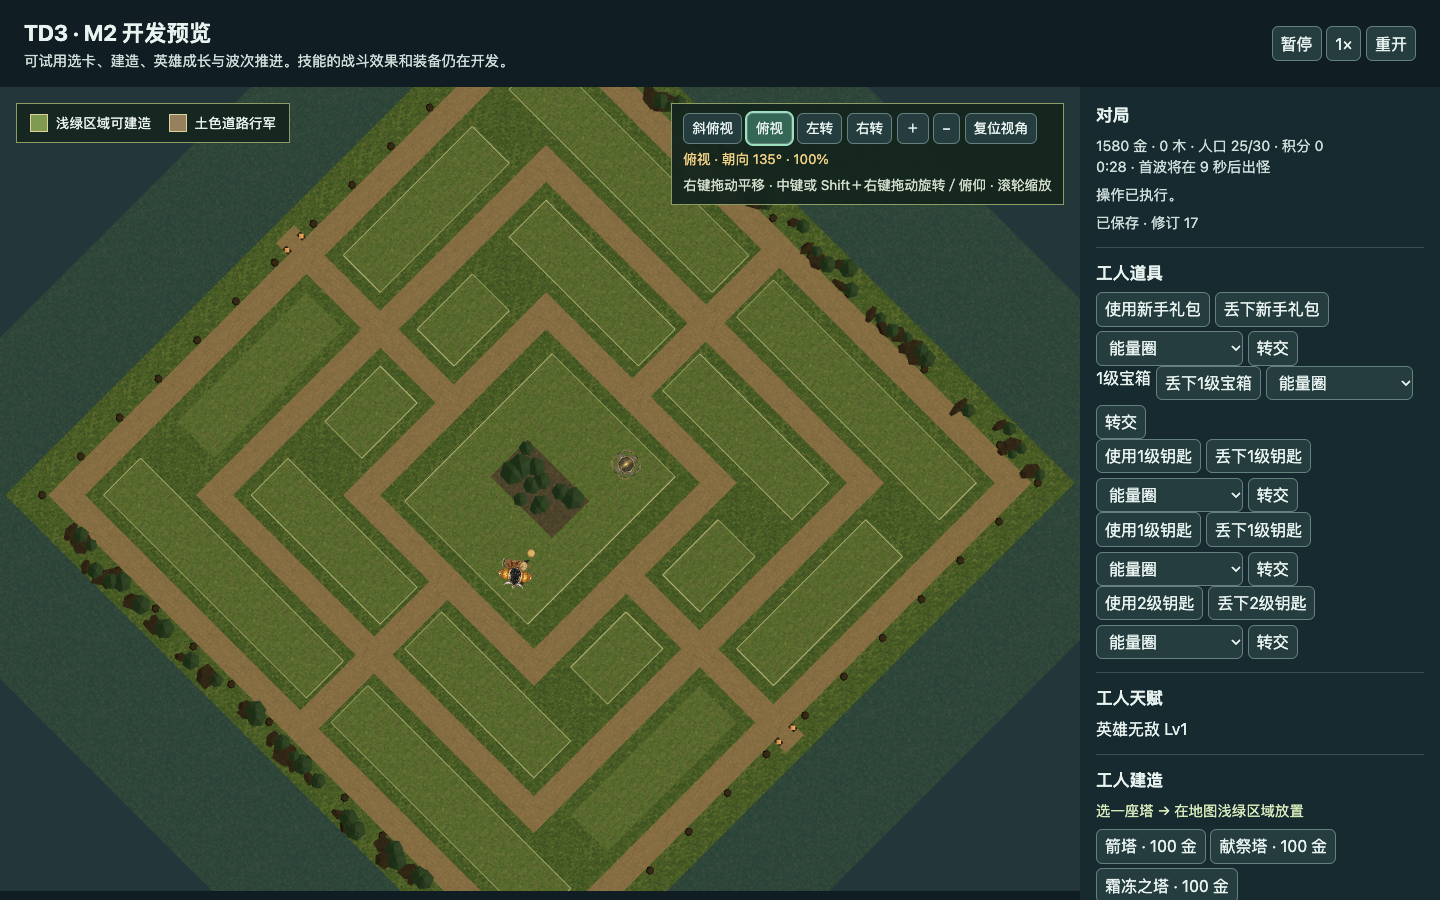 TD3 · M2 开发预览
可试用选卡、建造、英雄成长与波次推进。技能的战斗效果和装备仍在开发。
暂停 1× 重开
浅绿区域可建造 土色道路行军
斜俯视 俯视 左转 右转 + − 复位视角
俯视 · 朝向 135° · 100%
右键拖动平移 · 中键或 Shift＋右键拖动旋转 / 俯仰 · 滚轮缩放
对局
1580 金 · 0 木 · 人口 25/30 · 积分 0
0:28 · 首波将在 9 秒后出怪
操作已执行。
已保存 · 修订 17
工人道具
使用新手礼包 丢下新手礼包
能量圈 转交
1级宝箱 丢下1级宝箱 能量圈
转交
使用1级钥匙 丢下1级钥匙
能量圈 转交
使用1级钥匙 丢下1级钥匙
能量圈 转交
使用2级钥匙 丢下2级钥匙
能量圈 转交
工人天赋
英雄无敌 Lv1
工人建造
选一座塔 → 在地图浅绿区域放置
箭塔 · 100 金 献祭塔 · 100 金
霜冻之塔 · 100 金